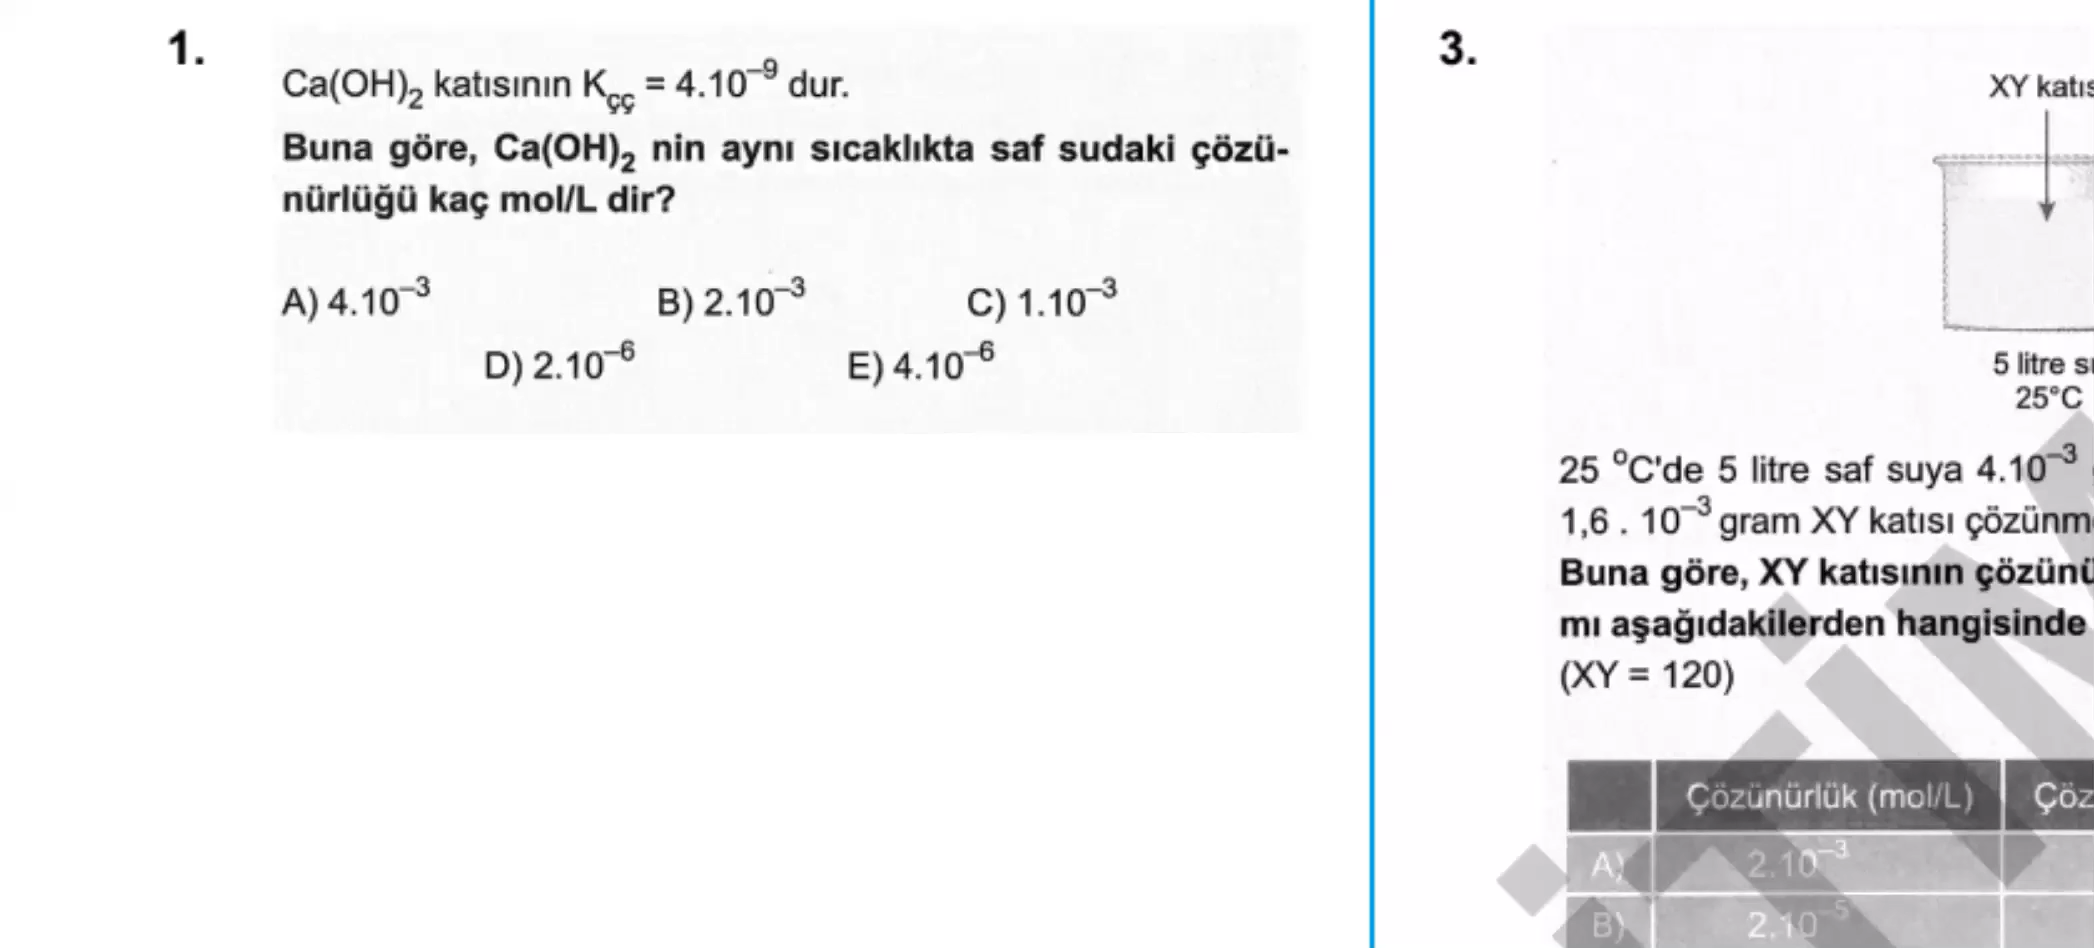 1.
Ca(OH)₂ katısının Kçç = 4.10⁻⁹ dur.
Buna göre, Ca(OH)₂ nin aynı sıcaklıkta saf sudaki çözü-
nürlüğü kaç mol/L dir?
A) 4.10⁻³ B) 2.10⁻³ C) 1.10⁻³
D) 2.10⁻⁶ E) 4.10⁻⁶
3.
XY
5 litre
25°C
25 °C'de 5 litre saf suya 4.10⁻³
1,6 . 10⁻³ gram XY katısı
Buna göre, XY katısının
mı aşağıdakilerden hangisinde
(XY = 120)
Çözünürlük (mol/L)
A) 2.10⁻³
B) 2.10⁻⁵